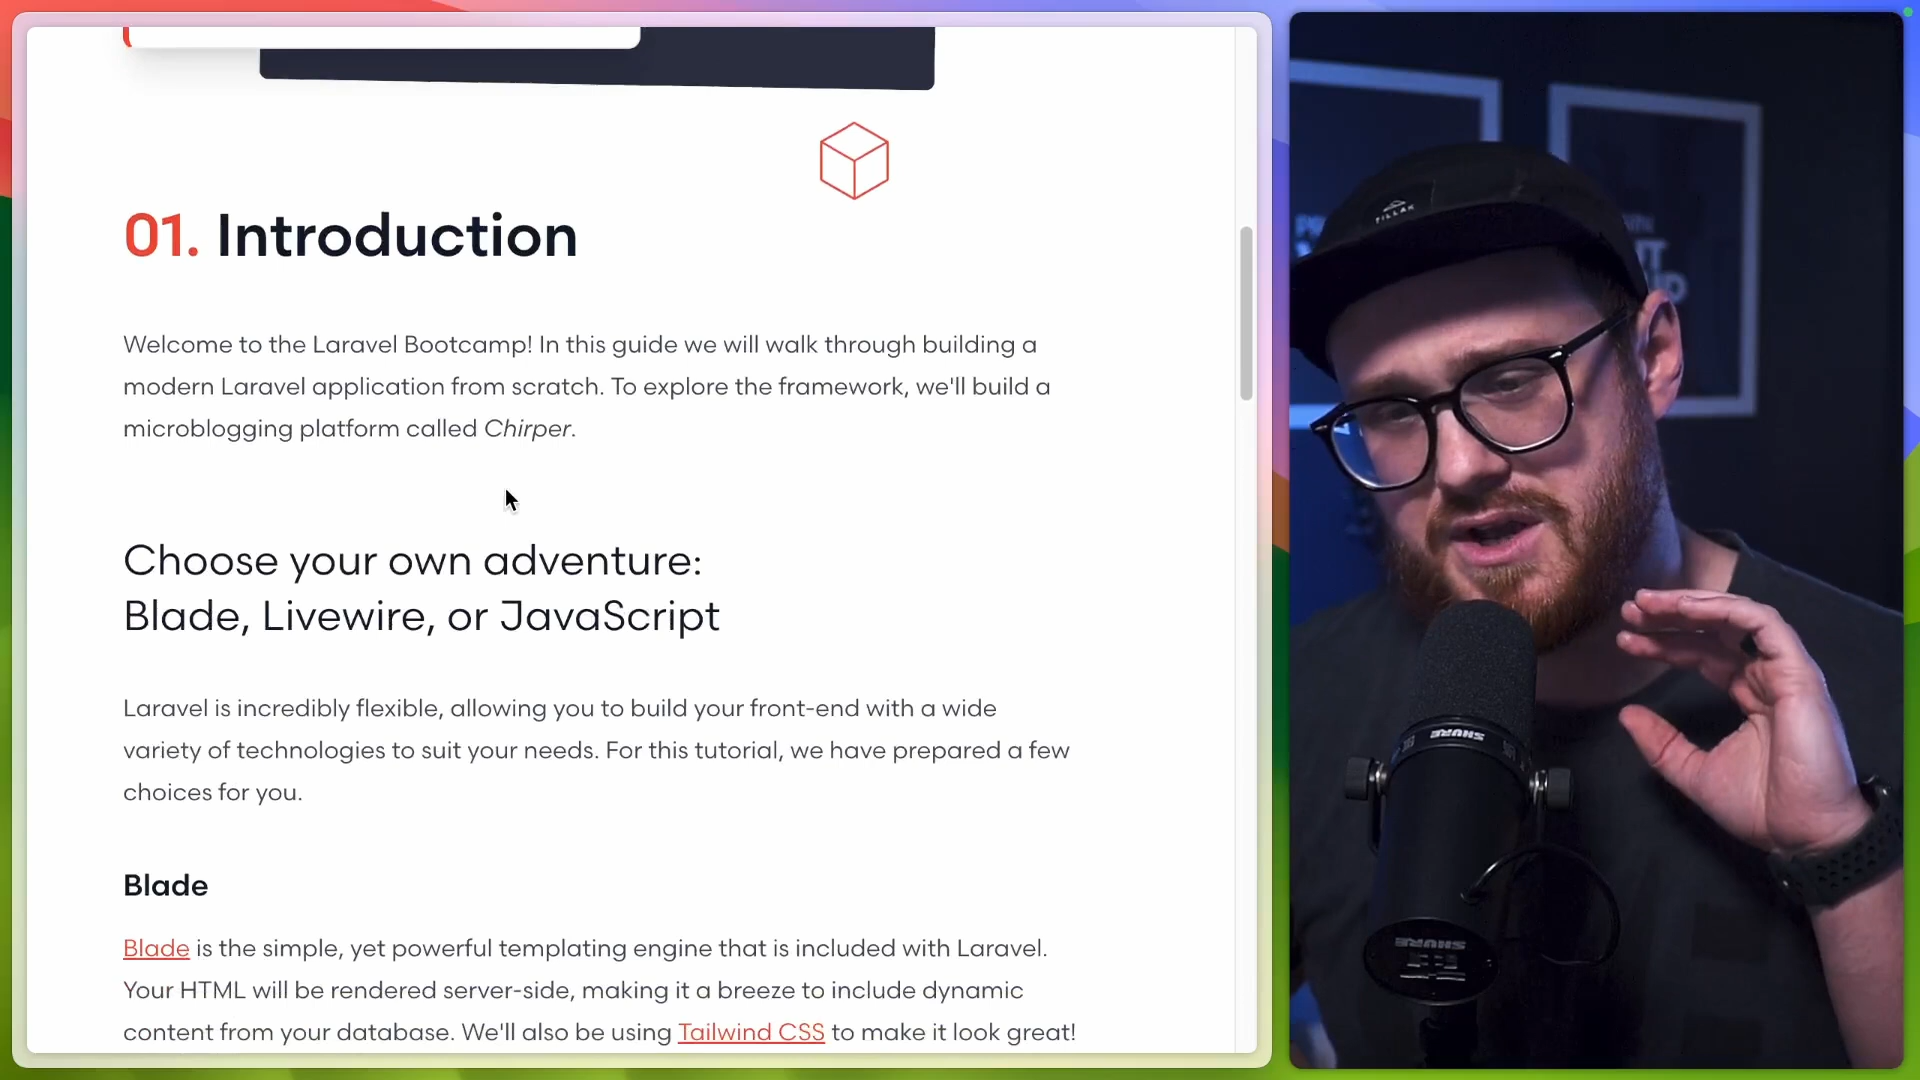 01. Introduction
Welcome to the Laravel Bootcamp! In this guide we will walk through building a
modern Laravel application from scratch. To explore the framework, we'll build a
microblogging platform called Chirper.
Choose your own adventure:
Blade, Livewire, or JavaScript
Laravel is incredibly flexible, allowing you to build your front-end with a wide
variety of technologies to suit your needs. For this tutorial, we have prepared a few
choices for you.
Blade
Blade is the simple, yet powerful templating engine that is included with Laravel.
Your HTML will be rendered server-side, making it a breeze to include dynamic
content from your database. We'll also be using Tailwind CSS to make it look great!
SHURE
SHURE